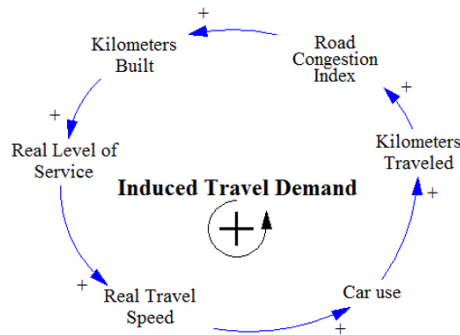 Kilometers
Built
Road
Congestion
Index
Real Level of
Service
Kilometers
Traveled
Induced Travel Demand
Real Travel
Speed
Car use
+
+
+
+
+
+
+
+